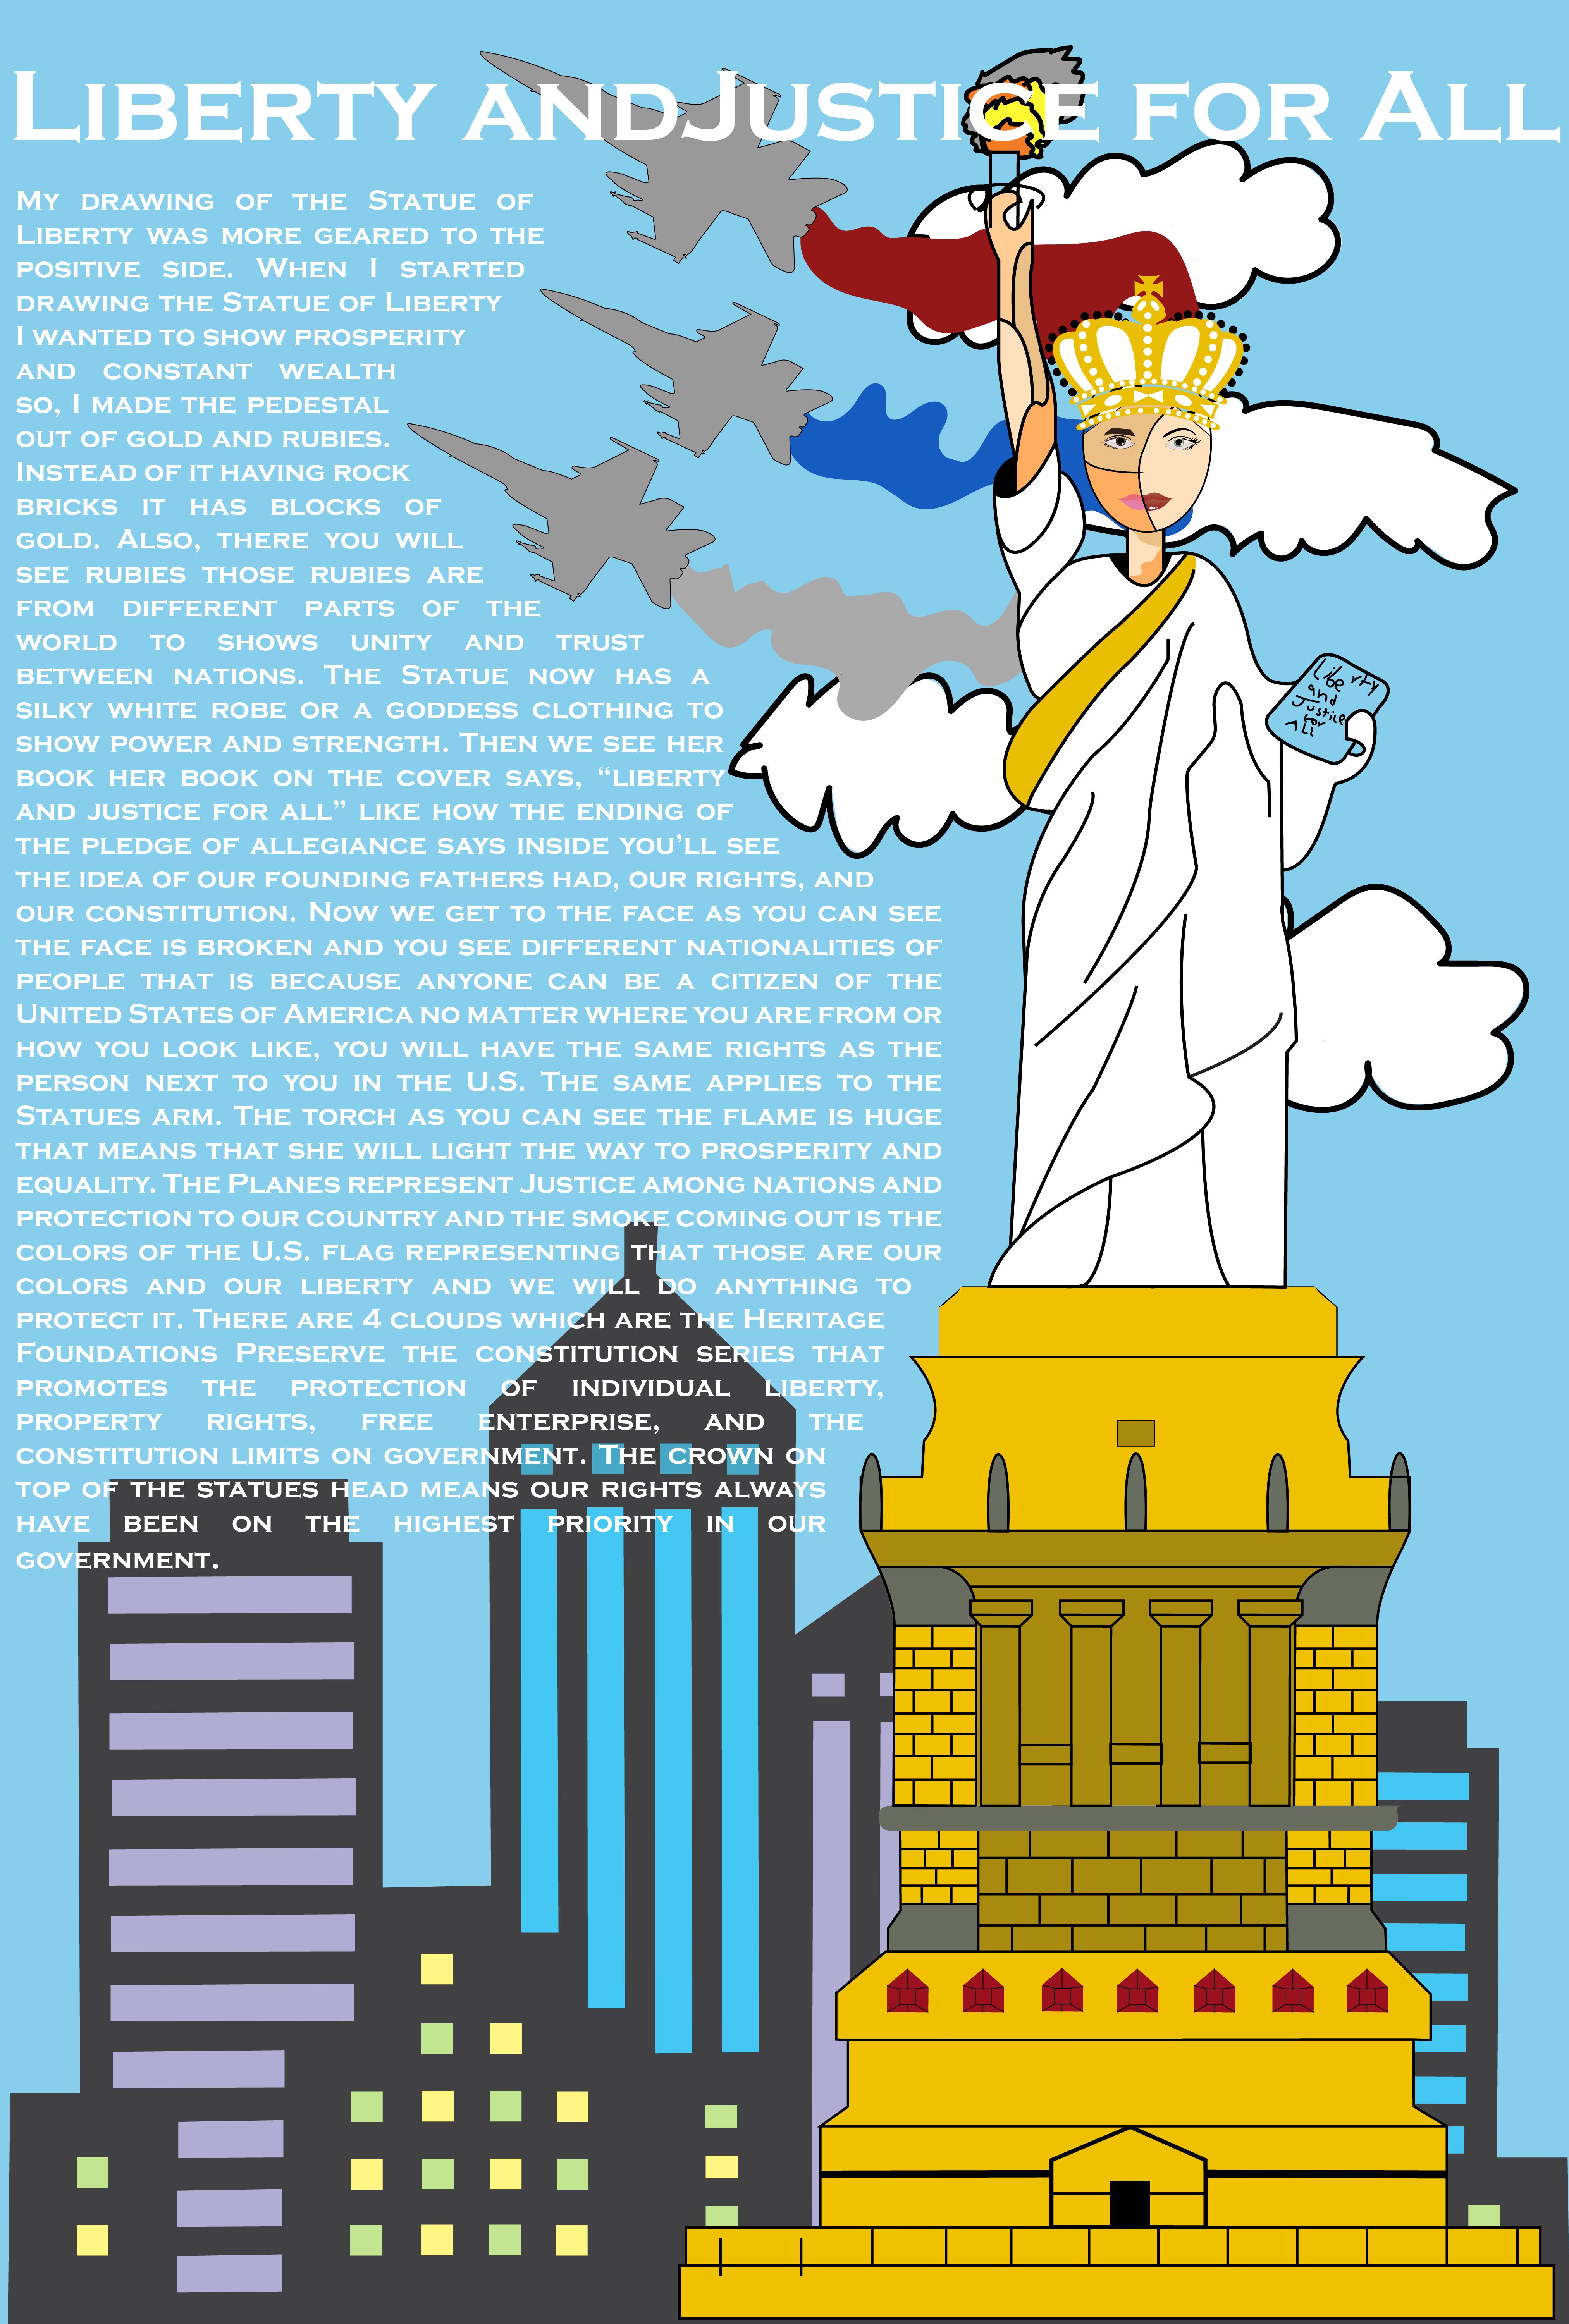 Liberty andJustice for All
My drawing of the Statue of
Liberty was more geared to the
positive side. When I started
drawing the Statue of Liberty
I wanted to show prosperity
and constant wealth
so, I made the pedestal
out of gold and rubies.
Instead of it having rock
bricks it has blocks of
gold. Also, there you will
see rubies those rubies are
from different parts of the
world to shows unity and trust
between nations. The Statue now has a
silky white robe or a goddess clothing to
show power and strength. Then we see her
book her book on the cover says, “liberty
and justice for all” like how the ending of
the pledge of allegiance says inside you’ll see
the idea of our founding fathers had, our rights, and
our constitution. Now we get to the face as you can see
the face is broken and you see different nationalities of
people that is because anyone can be a citizen of the
United States of America no matter where you are from or
how you look like, you will have the same rights as the
person next to you in the U.S. The same applies to the
Statues arm. The torch as you can see the flame is huge
that means that she will light the way to prosperity and
equality. The Planes represent Justice among nations and
protection to our country and the smoke coming out is the
colors of the U.S. flag representing that those are our
colors and our liberty and we will do anything to
protect it. There are 4 clouds which are the Heritage
Foundations Preserve the constitution series that
promotes the protection of individual liberty,
property rights, free enterprise, and the
constitution limits on government. The crown on
top of the statues head means our rights always
have been on the highest priority in our
government.
Liberty
and
Justice
for
ALL